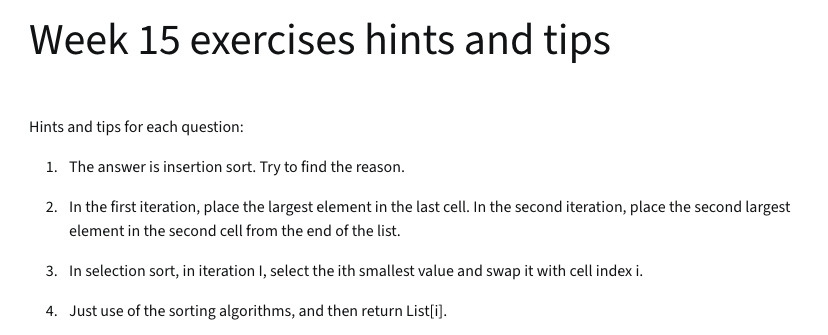 Week 15 exercises hints and tips
Hints and tips for each question:
1. The answer is insertion sort. Try to find the reason.
2. In the first iteration, place the largest element in the last cell. In the second iteration, place the second largest
element in the second cell from the end of the list.
3. In selection sort, in iteration I, select the ith smallest value and swap it with cell index i.
4. Just use of the sorting algorithms, and then return List[i].